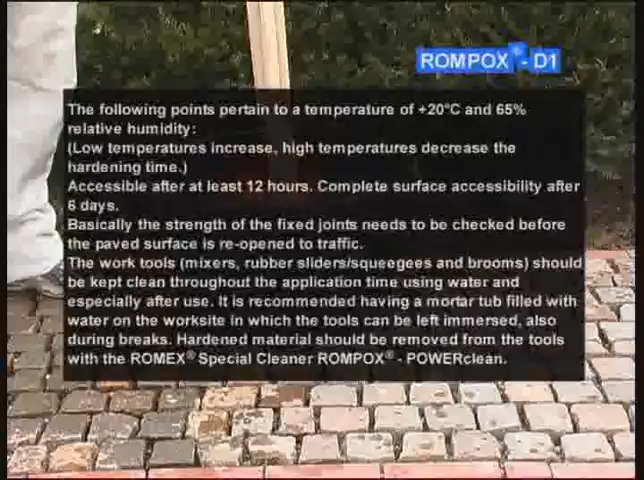 ROMPOX® - D1
The following points pertain to a temperature of +20°C and 65%
relative humidity:
(Low temperatures increase, high temperatures decrease the
hardening time.)
Accessible after at least 12 hours. Complete surface accessibility after
6 days.
Basically the strength of the fixed joints needs to be checked before
the paved surface is re-opened to traffic.
The work tools (mixers, rubber sliders/squeegees and brooms) should
be kept clean throughout the application time using water and
especially after use. It is recommended having a mortar tub filled with
water on the worksite in which the tools can be left immersed, also
during breaks. Hardened material should be removed from the tools
with the ROMEX® Special Cleaner ROMPOX® - POWERclean.